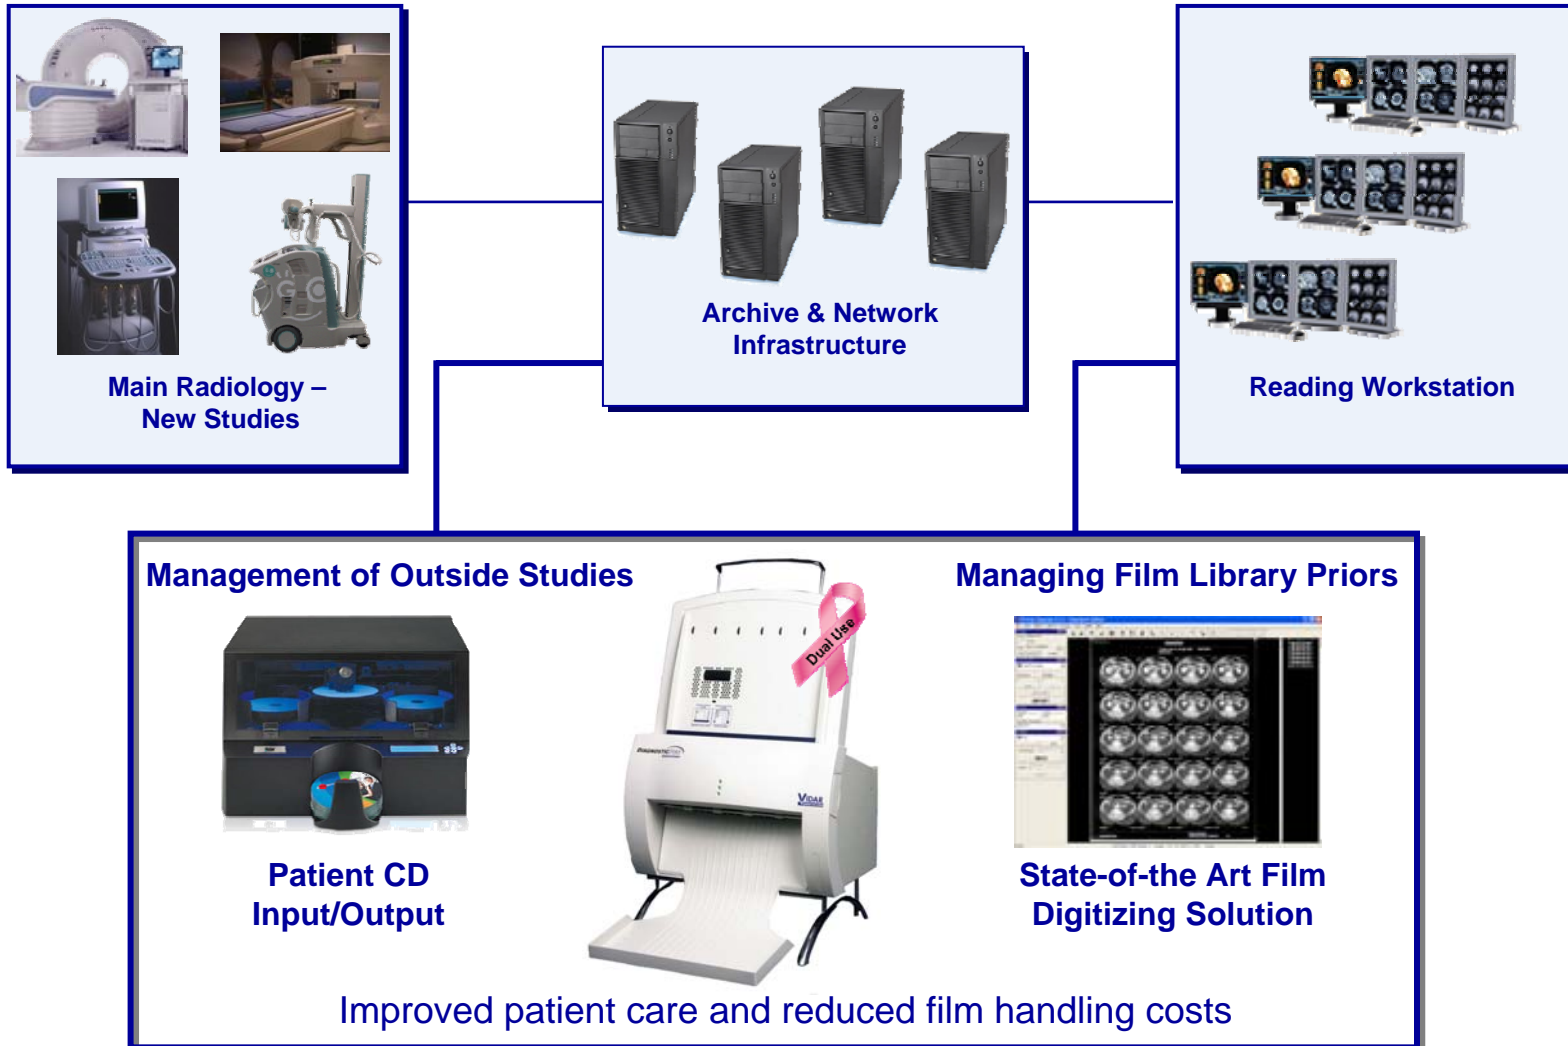 Archive & Network
Infrastructure
Main Radiology –
New Studies
Reading Workstation
Management of Outside Studies
Managing Film Library Priors
Dual Use
VIDAR
Patient CD
Input/Output
State-of-the Art Film
Digitizing Solution
Improved patient care and reduced film handling costs